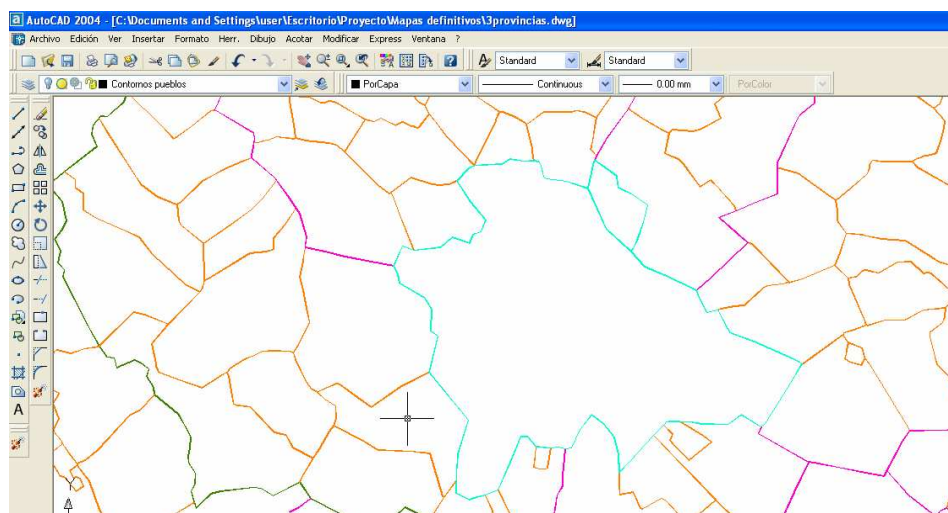 AutoCAD 2004 - [C:\Documents and Settings\user\Escritorio\Proyecto\Mapas definitivos\3provincias.dwg]
Archivo Edición Ver Insertar Formato Herr. Dibujo Acotar Modificar Express Ventana ?
Standard Standard
Contornos pueblos PorCapa Continuous 0.00 mm PorColor
A